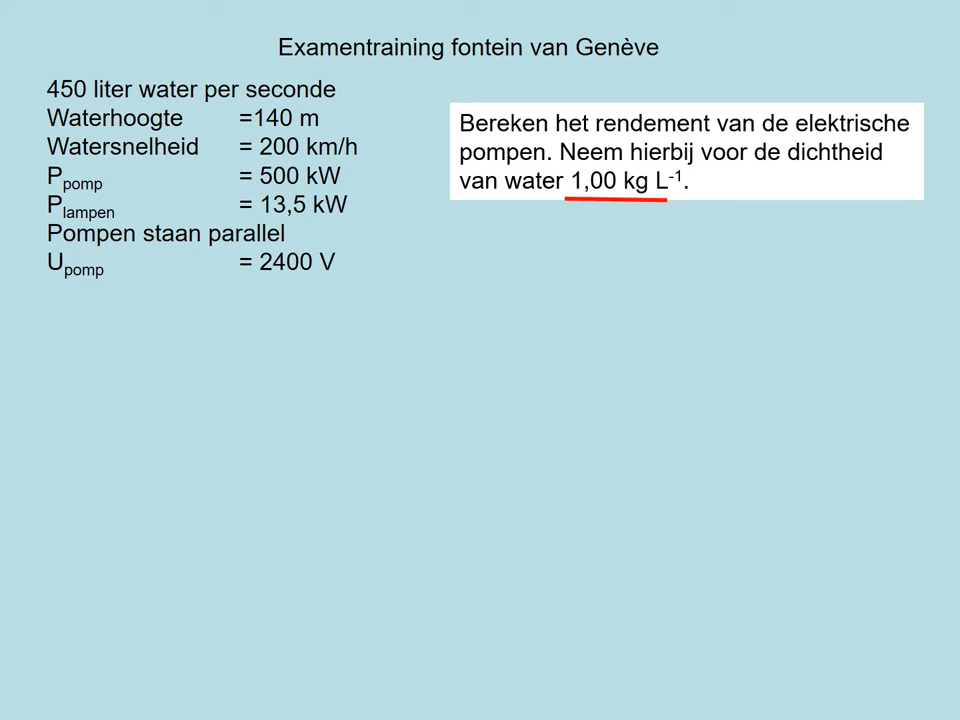 Examentraining fontein van Genève
450 liter water per seconde
Waterhoogte =140 m
Watersnelheid = 200 km/h
Ppomp = 500 kW
Plampen = 13,5 kW
Pompen staan parallel
Upomp = 2400 V
Bereken het rendement van de elektrische
pompen. Neem hierbij voor de dichtheid
van water 1,00 kg L-1.